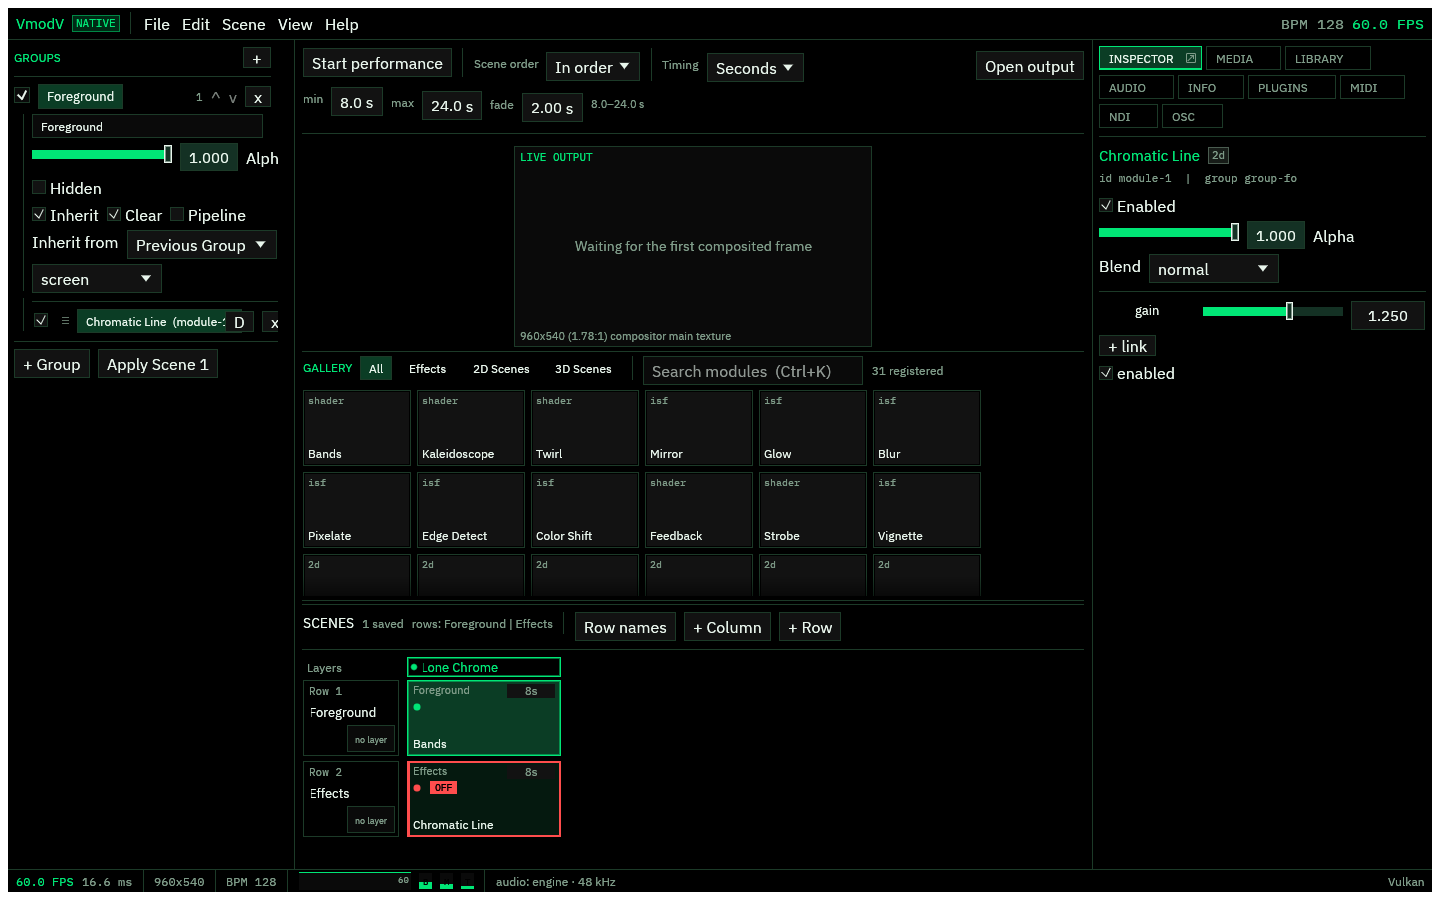 VmodV NATIVE File Edit Scene View Help BPM 128 60.0 FPS
GROUPS +
Foreground 1 ^ v x
Foreground
1.000 Alph
Hidden
Inherit Clear Pipeline
Inherit from Previous Group
screen
Chromatic Line (module-1 D x
+ Group Apply Scene 1
Start performance Scene order In order Timing Seconds Open output
min 8.0 s max 24.0 s fade 2.00 s 8.0–24.0 s
LIVE OUTPUT
Waiting for the first composited frame
960x540 (1.78:1) compositor main texture
GALLERY All Effects 2D Scenes 3D Scenes Search modules (Ctrl+K) 31 registered
shader shader shader isf isf isf
Bands Kaleidoscope Twirl Mirror Glow Blur
isf isf isf shader shader isf
Pixelate Edge Detect Color Shift Feedback Strobe Vignette
2d 2d 2d 2d 2d 2d
SCENES 1 saved rows: Foreground | Effects Row names + Column + Row
Layers Lone Chrome
Row 1 Foreground 8s
Foreground
no layer Bands
Row 2 Effects 8s
Effects OFF
no layer Chromatic Line
INSPECTOR MEDIA LIBRARY
AUDIO INFO PLUGINS MIDI
NDI OSC
Chromatic Line 2d
id module-1 | group group-fo
Enabled
1.000 Alpha
Blend normal
gain 1.250
+ link
enabled
60.0 FPS 16.6 ms 960x540 BPM 128 60 audio: engine · 48 kHz Vulkan